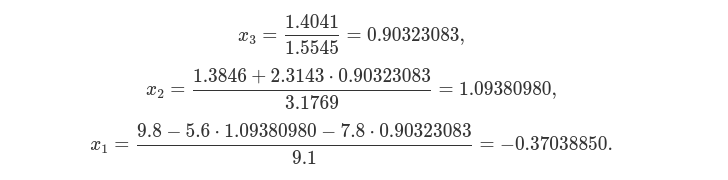 x₃ = 1.4041/1.5545 = 0.90323083,
x₂ = (1.3846 + 2.3143 · 0.90323083)/3.1769 = 1.09380980,
x₁ = (9.8 − 5.6 · 1.09380980 − 7.8 · 0.90323083)/9.1 = −0.37038850.